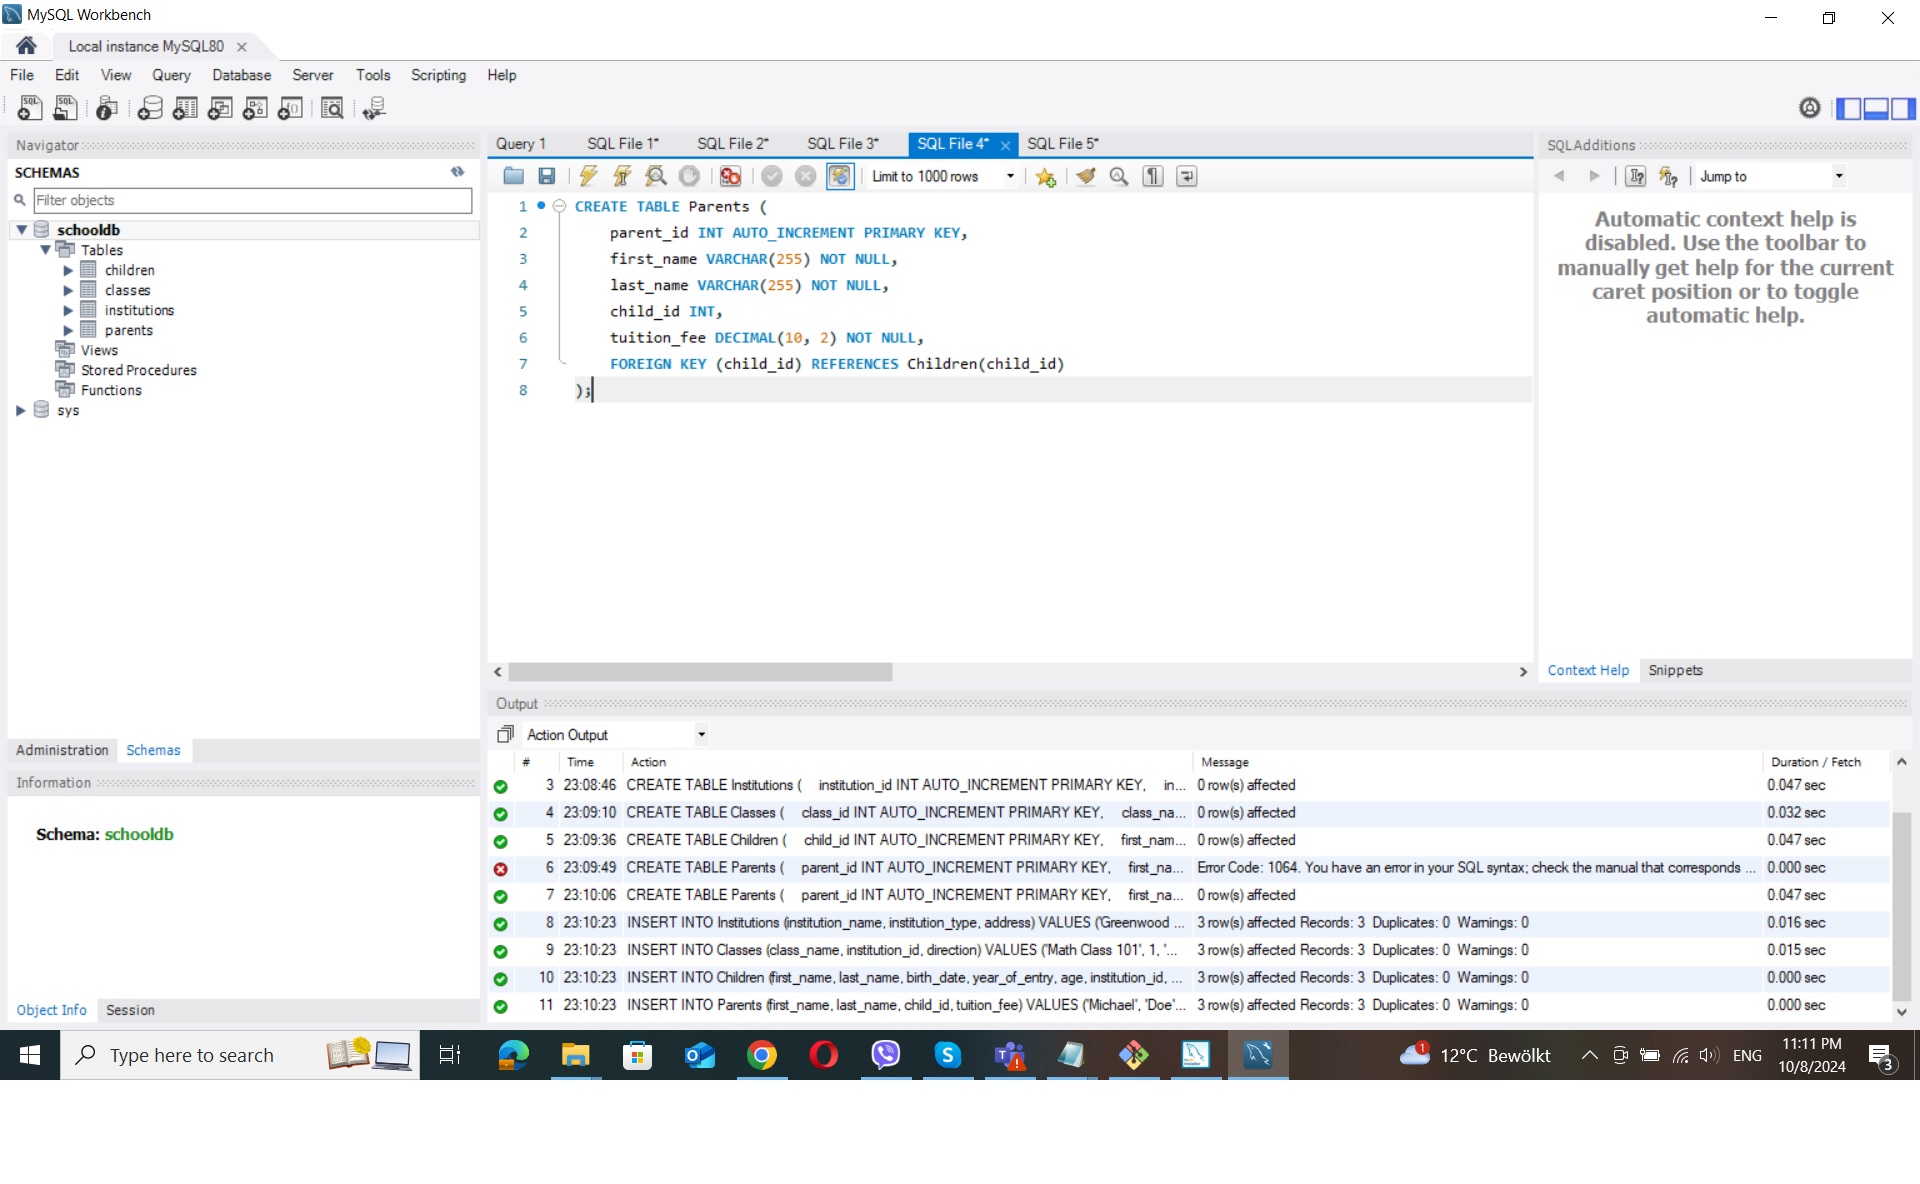 MySQL Workbench
Local instance MySQL80
File Edit View Query Database Server Tools Scripting Help
Navigator
SCHEMAS
Filter objects
schooldb
Tables
children
classes
institutions
parents
Views
Stored Procedures
Functions
sys
Administration Schemas
Information
Schema: schooldb
Object Info Session
Query 1 SQL File 1* SQL File 2* SQL File 3* SQL File 4* SQL File 5*
Limit to 1000 rows
1 CREATE TABLE Parents (
2 parent_id INT AUTO_INCREMENT PRIMARY KEY,
3 first_name VARCHAR(255) NOT NULL,
4 last_name VARCHAR(255) NOT NULL,
5 child_id INT,
6 tuition_fee DECIMAL(10, 2) NOT NULL,
7 FOREIGN KEY (child_id) REFERENCES Children(child_id)
8 );
SQLAdditions
Jump to
Automatic context help is
disabled. Use the toolbar to
manually get help for the current
caret position or to toggle
automatic help.
Context Help Snippets
Output
Action Output
# Time Action Message Duration / Fetch
3 23:08:46 CREATE TABLE Institutions ( institution_id INT AUTO_INCREMENT PRIMARY KEY, in... 0 row(s) affected 0.047 sec
4 23:09:10 CREATE TABLE Classes ( class_id INT AUTO_INCREMENT PRIMARY KEY, class_na... 0 row(s) affected 0.032 sec
5 23:09:36 CREATE TABLE Children ( child_id INT AUTO_INCREMENT PRIMARY KEY, first_nam... 0 row(s) affected 0.047 sec
6 23:09:49 CREATE TABLE Parents ( parent_id INT AUTO_INCREMENT PRIMARY KEY, first_na... Error Code: 1064. You have an error in your SQL syntax; check the manual that corresponds ... 0.000 sec
7 23:10:06 CREATE TABLE Parents ( parent_id INT AUTO_INCREMENT PRIMARY KEY, first_na... 0 row(s) affected 0.047 sec
8 23:10:23 INSERT INTO Institutions (institution_name, institution_type, address) VALUES ('Greenwood ... 3 row(s) affected Records: 3 Duplicates: 0 Warnings: 0 0.016 sec
9 23:10:23 INSERT INTO Classes (class_name, institution_id, direction) VALUES ('Math Class 101', 1, '... 3 row(s) affected Records: 3 Duplicates: 0 Warnings: 0 0.015 sec
10 23:10:23 INSERT INTO Children (first_name, last_name, birth_date, year_of_entry, age, institution_id, ... 3 row(s) affected Records: 3 Duplicates: 0 Warnings: 0 0.000 sec
11 23:10:23 INSERT INTO Parents (first_name, last_name, child_id, tuition_fee) VALUES ('Michael', 'Doe'... 3 row(s) affected Records: 3 Duplicates: 0 Warnings: 0 0.000 sec
Type here to search
1 12°C Bewölkt ENG
11:11 PM
10/8/2024
3